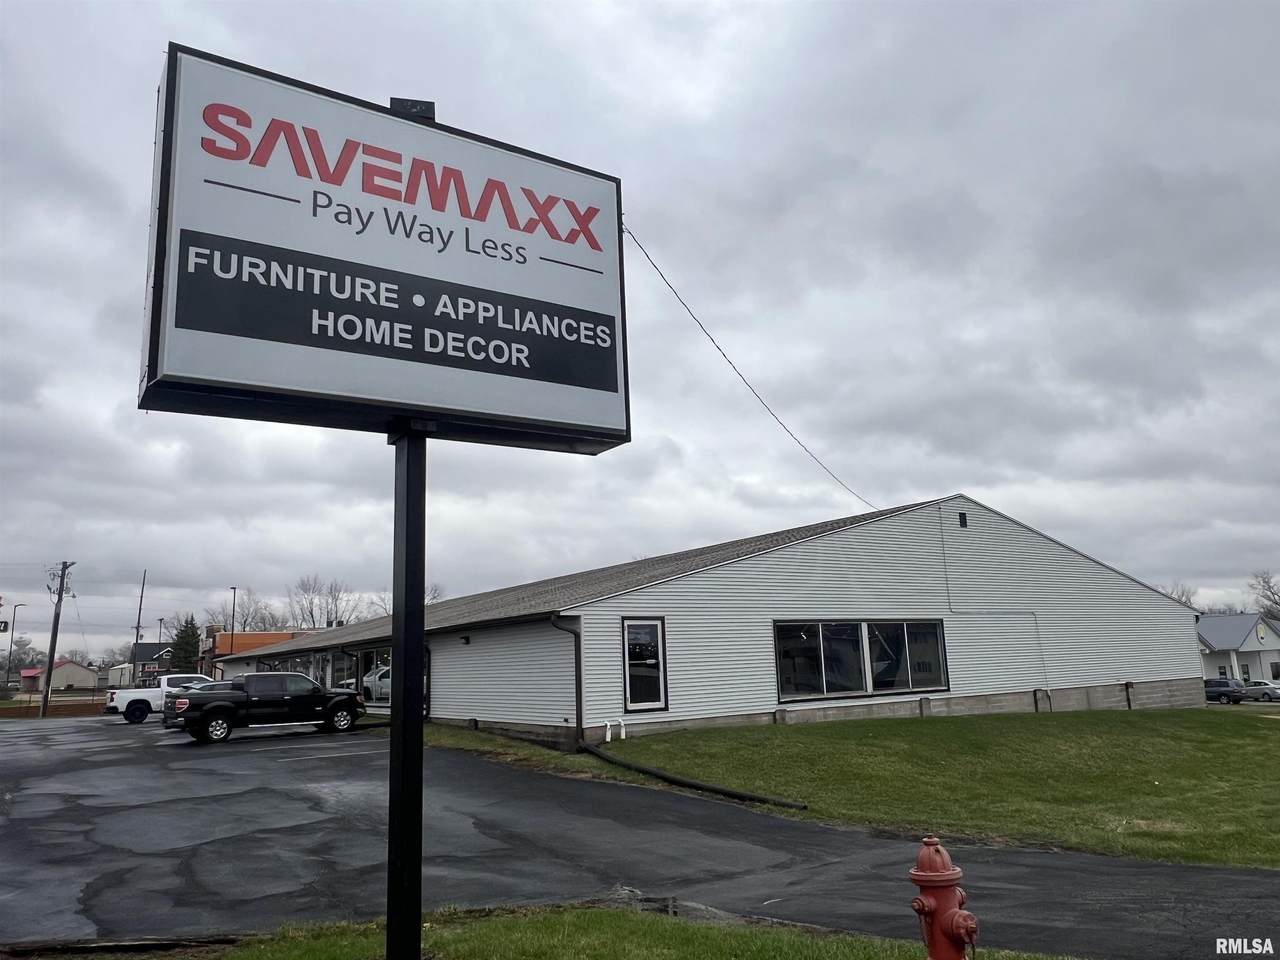 SAVEMAXX
Pay Way Less
FURNITURE • APPLIANCES
HOME DECOR
RMLSA